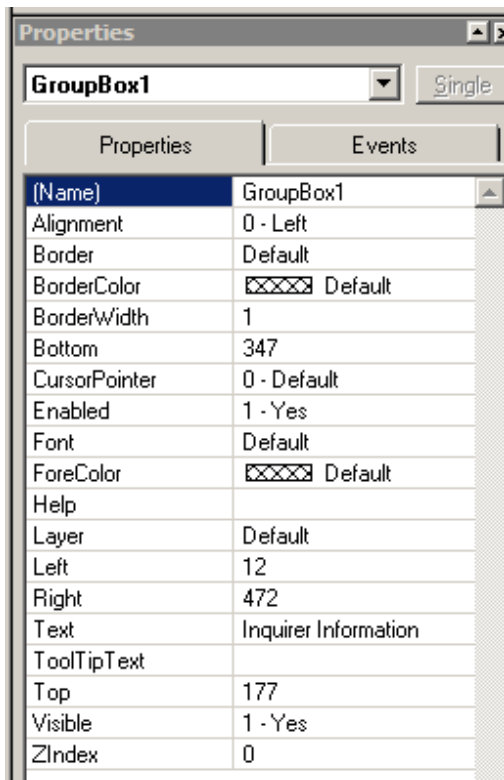 Properties
GroupBox1 Single
Properties Events
(Name) GroupBox1
Alignment 0 - Left
Border Default
BorderColor Default
BorderWidth 1
Bottom 347
CursorPointer 0 - Default
Enabled 1 - Yes
Font Default
ForeColor Default
Help
Layer Default
Left 12
Right 472
Text Inquirer Information
ToolTipText
Top 177
Visible 1 - Yes
ZIndex 0